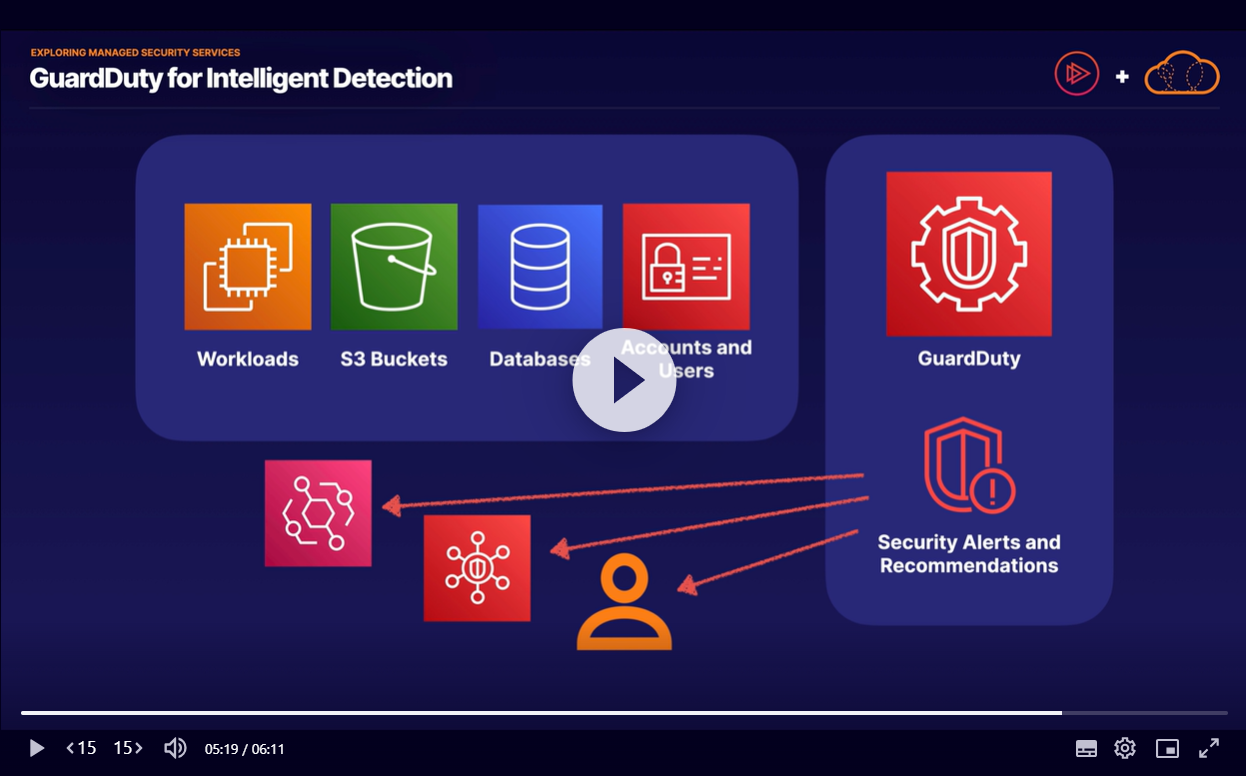 EXPLORING MANAGED SECURITY SERVICES
GuardDuty for Intelligent Detection
+
Workloads
S3 Buckets
Databases
Accounts and
Users
GuardDuty
!
Security Alerts and
Recommendations
<15
15>
05:19 / 06:11